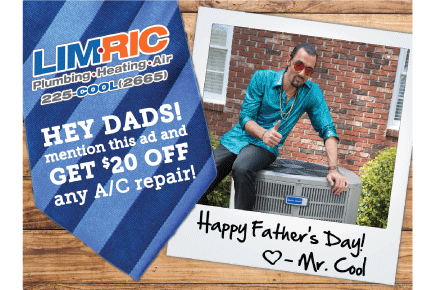 LIM·RIC
Plumbing·Heating·Air
225-COOL(2665)
HEY DADS!
mention this ad and
GET $20 OFF
any A/C repair!
Happy Father's Day!
♡- Mr. Cool